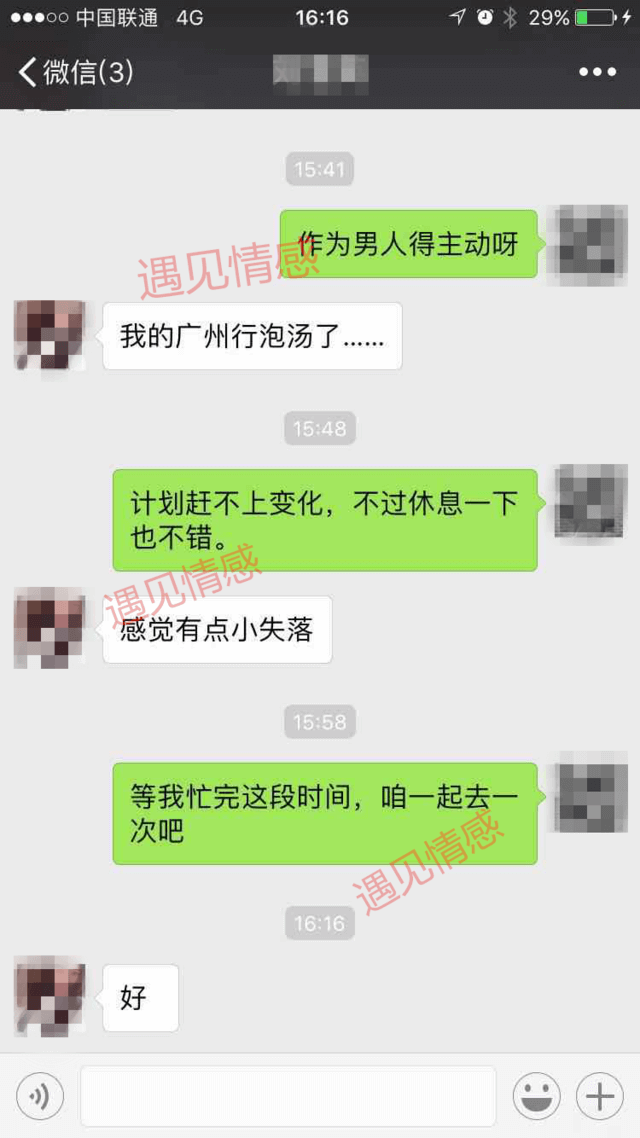 中国联通 4G 16:16 29%
微信(3)
15:41
作为男人得主动呀
遇见情感
我的广州行泡汤了......
15:48
计划赶不上变化，不过休息一下
也不错。
遇见情感
感觉有点小失落
15:58
等我忙完这段时间，咱一起去一
次吧
遇见情感
16:16
好